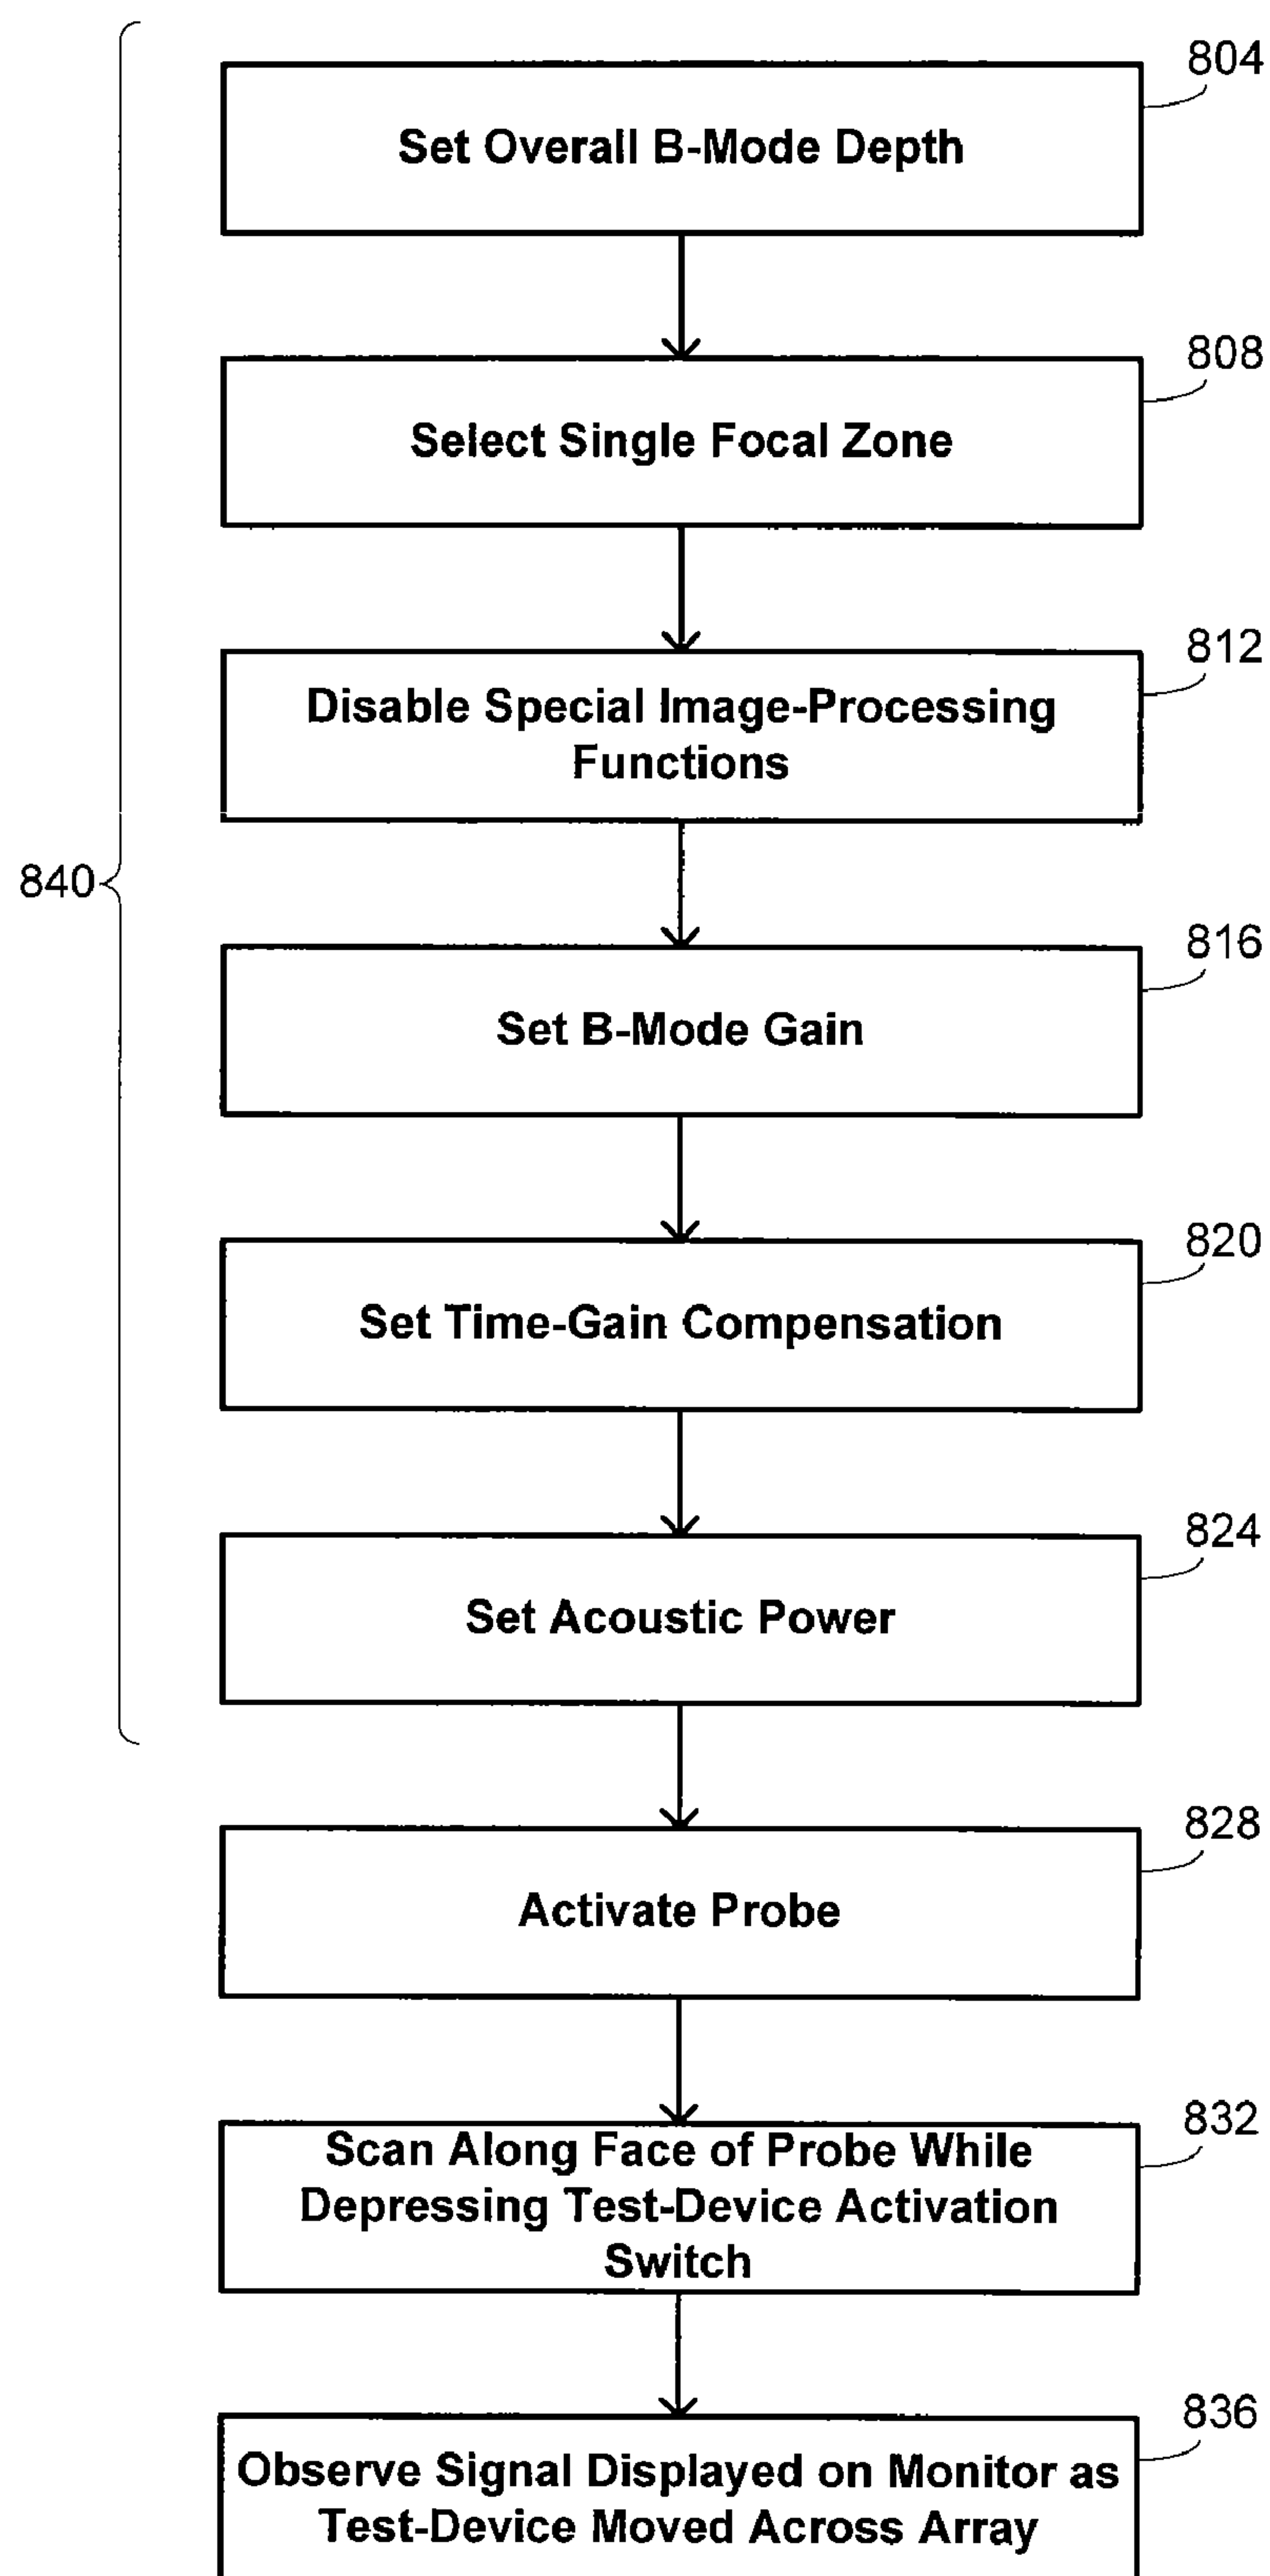 804
Set Overall B-Mode Depth
808
Select Single Focal Zone
812
Disable Special Image-Processing
Functions
840
816
Set B-Mode Gain
820
Set Time-Gain Compensation
824
Set Acoustic Power
828
Activate Probe
832
Scan Along Face of Probe While
Depressing Test-Device Activation
Switch
836
Observe Signal Displayed on Monitor as
Test-Device Moved Across Array